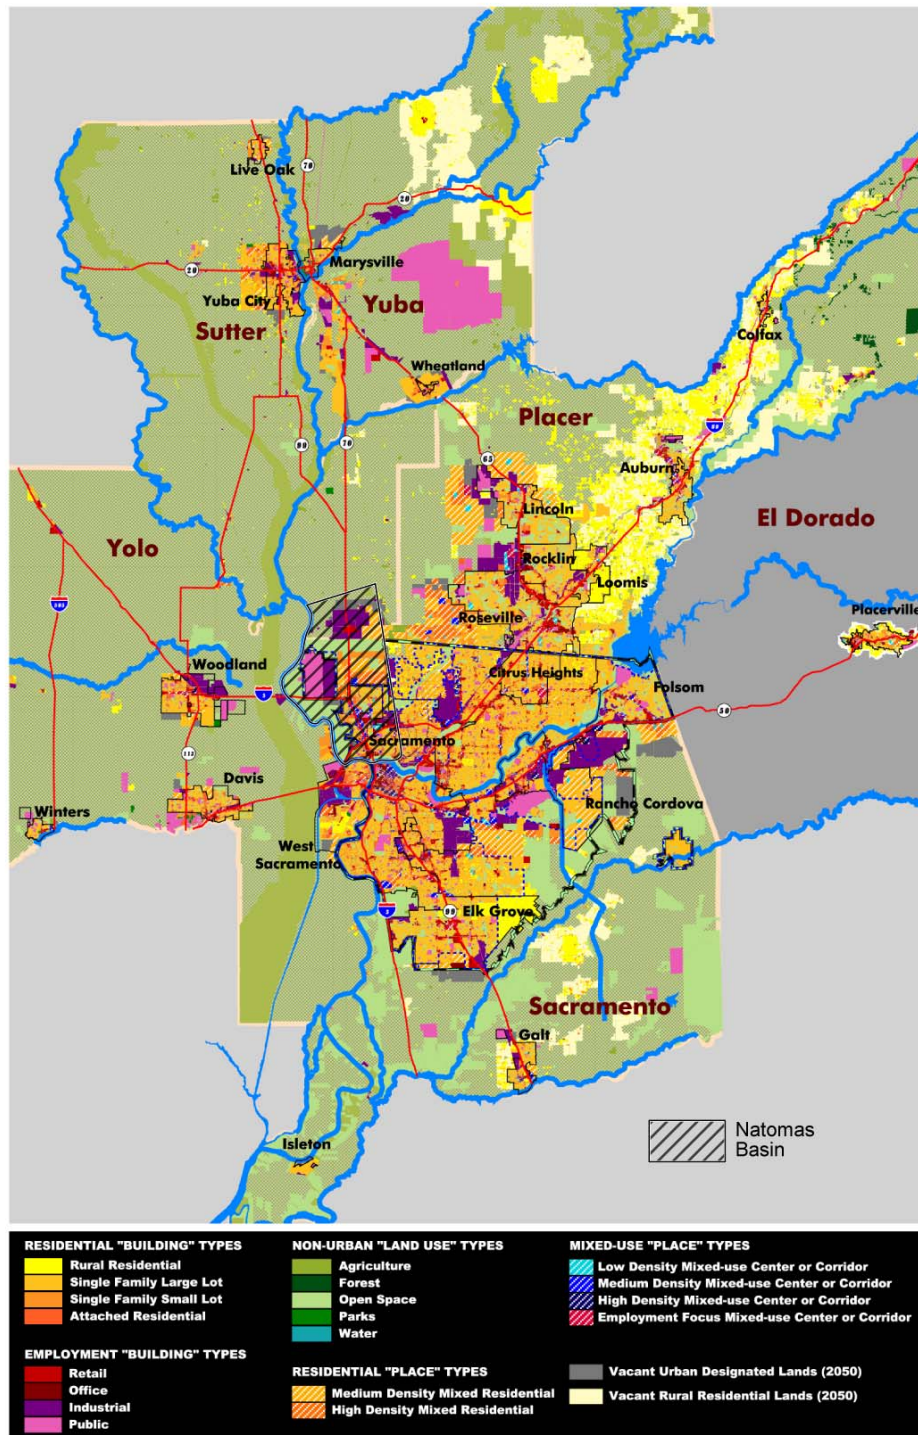 Live Oak
70
20
Marysville
20
Yuba City
Yuba
Sutter
Colfax
Wheatland
Placer
80
99
70
65
Auburn
Lincoln
El Dorado
Yolo
Rocklin
Loomis
505
Roseville
Placerville
Woodland
Citrus Heights
5
Folsom
50
Sacramento
113
Davis
Rancho Cordova
Winters
West
Sacramento
5
99
Elk Grove
Sacramento
Galt
Natomas
Basin
Isleton
RESIDENTIAL "BUILDING" TYPES
Rural Residential
Single Family Large Lot
Single Family Small Lot
Attached Residential
EMPLOYMENT "BUILDING" TYPES
Retail
Office
Industrial
Public
NON-URBAN "LAND USE" TYPES
Agriculture
Forest
Open Space
Parks
Water
RESIDENTIAL "PLACE" TYPES
Medium Density Mixed Residential
High Density Mixed Residential
MIXED-USE "PLACE" TYPES
Low Density Mixed-use Center or Corridor
Medium Density Mixed-use Center or Corridor
High Density Mixed-use Center or Corridor
Employment Focus Mixed-use Center or Corridor
Vacant Urban Designated Lands (2050)
Vacant Rural Residential Lands (2050)